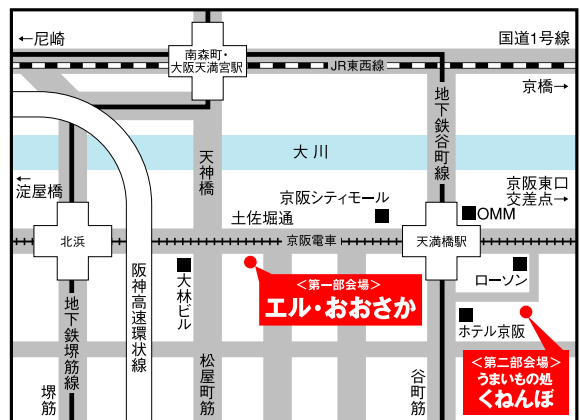 ←尼崎
南森町・
大阪天満宮駅
国道1号線
JR東西線
京橋→
地下鉄谷町線
天神橋
大川
←
淀屋橋
京阪シティモール
京阪東口
交差点→
土佐堀通
OMM
北浜
京阪電車
天満橋駅
阪神高速環状線
大林ビル
<第一部会場>
エル・おおさか
ローソン
地下鉄堺筋線
ホテル京阪
<第二部会場>
うまいもの処
くねんぼ
堺筋
松屋町筋
谷町筋